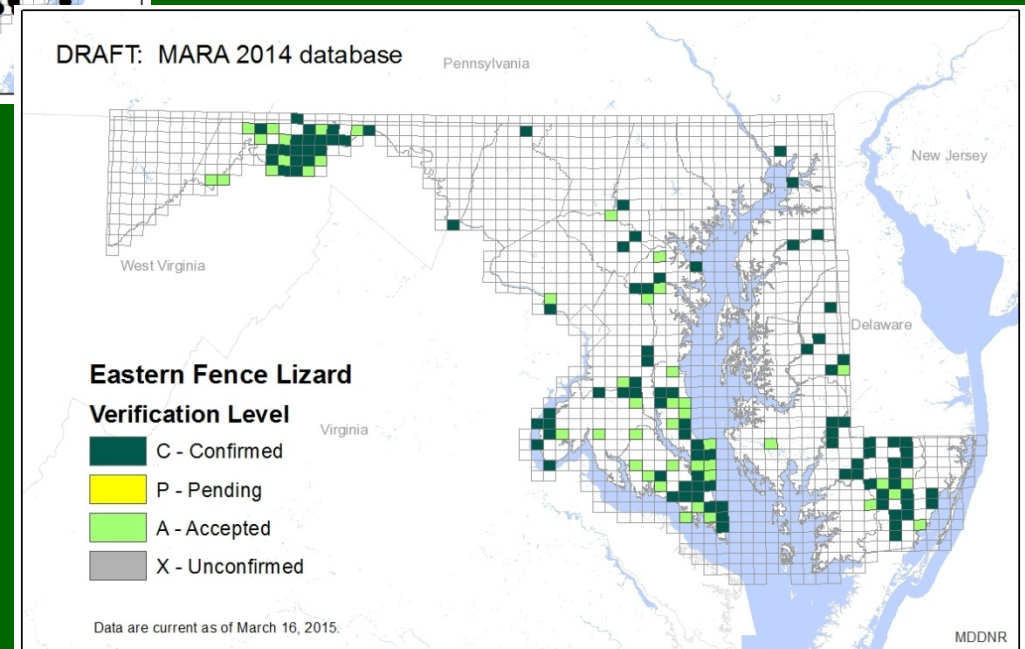 DRAFT: MARA 2014 database
Pennsylvania
New Jersey
West Virginia
Delaware
Eastern Fence Lizard
Verification Level
Virginia
C - Confirmed
P - Pending
A - Accepted
X - Unconfirmed
Data are current as of March 16, 2015.
MDDNR